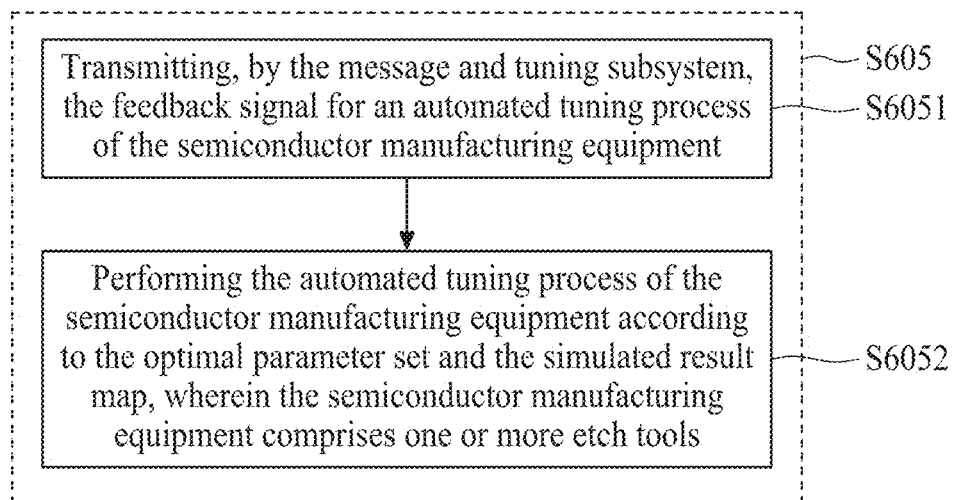 Transmitting, by the message and tuning subsystem,
the feedback signal for an automated tuning process
of the semiconductor manufacturing equipment
S605
S6051
Performing the automated tuning process of the
semiconductor manufacturing equipment according
to the optimal parameter set and the simulated result
map, wherein the semiconductor manufacturing
equipment comprises one or more etch tools
S6052